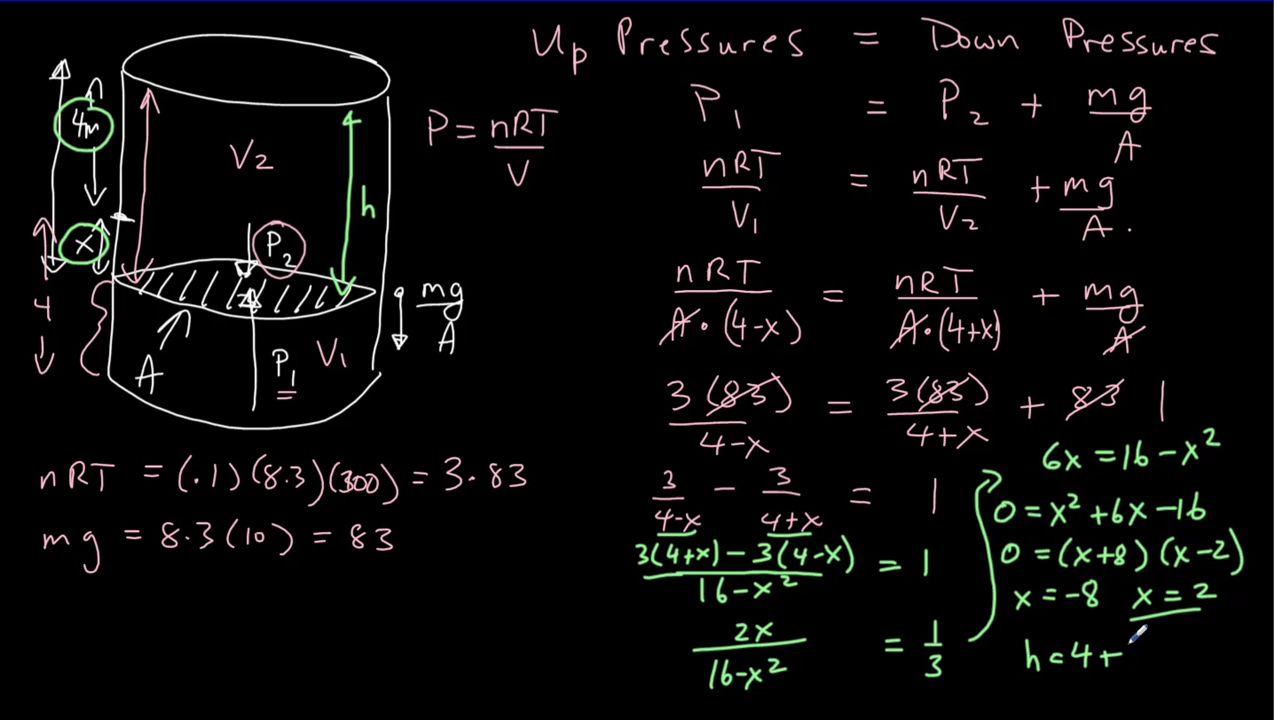 Up Pressures = Down Pressures
4m
x
4
V2
h
P2
A
P1
V1
mg/A
P = nRT/V
nRT = (.1)(8.3)(300) = 3.83
mg = 8.3(10) = 83
P1 = P2 + mg/A
nRT/V1 = nRT/V2 + mg/A.
nRT/A·(4-x) = nRT/A·(4+x) + mg/A
3(83)/4-x = 3(83)/4+x + 83 1
3/4-x - 3/4+x = 1
3(4+x)-3(4-x)/16-x² = 1
2x/16-x² = 1/3
6x = 16-x²
0 = x²+6x-16
0 = (x+8)(x-2)
x = -8 x = 2
h = 4+